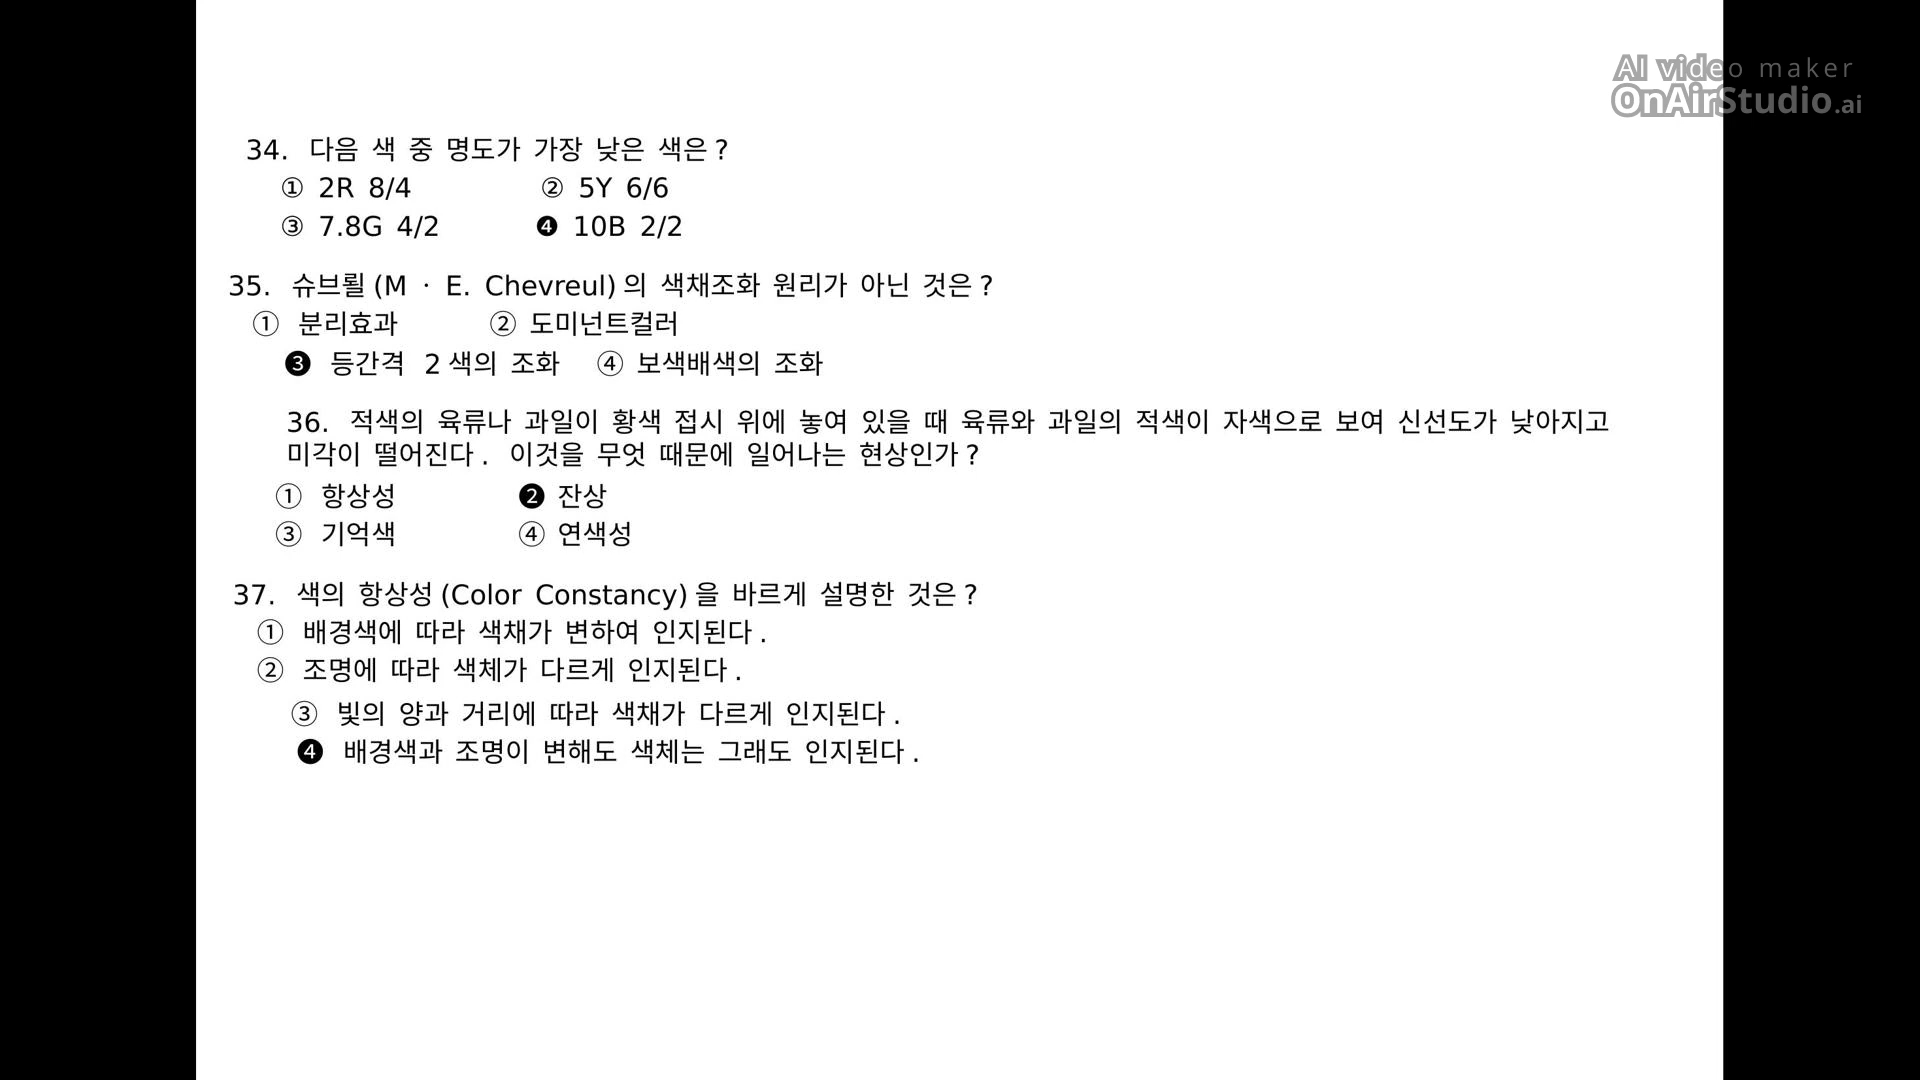 AI video maker
OnAirStudio.ai
34. 다음 색 중 명도가 가장 낮은 색은?
① 2R 8/4 ② 5Y 6/6
③ 7.8G 4/2 ❹ 10B 2/2
35. 슈브뢸(M · E. Chevreul)의 색채조화 원리가 아닌 것은?
① 분리효과 ② 도미넌트컬러
❸ 등간격 2색의 조화 ④ 보색배색의 조화
36. 적색의 육류나 과일이 황색 접시 위에 놓여 있을 때 육류와 과일의 적색이 자색으로 보여 신선도가 낮아지고
미각이 떨어진다. 이것을 무엇 때문에 일어나는 현상인가?
① 항상성 ❷ 잔상
③ 기억색 ④ 연색성
37. 색의 항상성(Color Constancy)을 바르게 설명한 것은?
① 배경색에 따라 색채가 변하여 인지된다.
② 조명에 따라 색체가 다르게 인지된다.
③ 빛의 양과 거리에 따라 색채가 다르게 인지된다.
❹ 배경색과 조명이 변해도 색체는 그래도 인지된다.